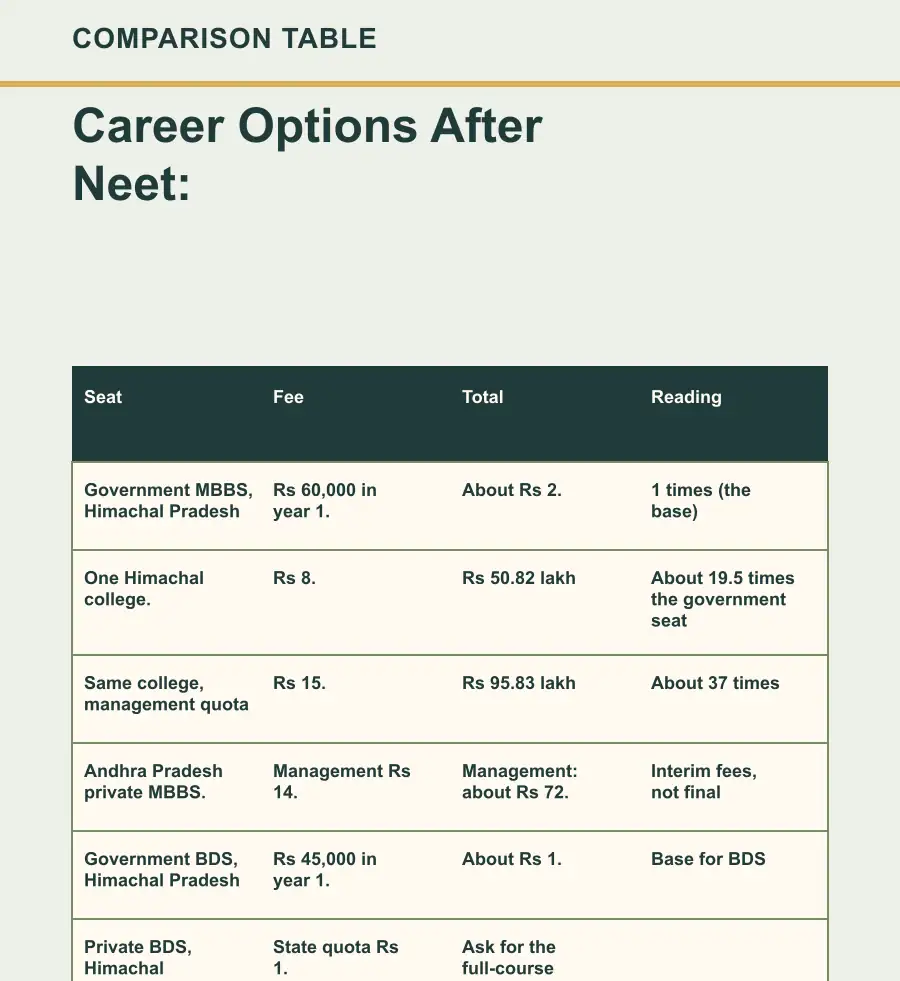 COMPARISON TABLE
Career Options After
Neet:
Seat Fee Total Reading
Government MBBS, Rs 60,000 in About Rs 2. 1 times (the
Himachal Pradesh year 1. base)
One Himachal Rs 8. Rs 50.82 lakh About 19.5 times
college. the government
seat
Same college, Rs 15. Rs 95.83 lakh About 37 times
management quota
Andhra Pradesh Management Rs Management: Interim fees,
private MBBS. 14. about Rs 72. not final
Government BDS, Rs 45,000 in About Rs 1. Base for BDS
Himachal Pradesh year 1.
Private BDS, State quota Rs Ask for the
Himachal 1. full-course